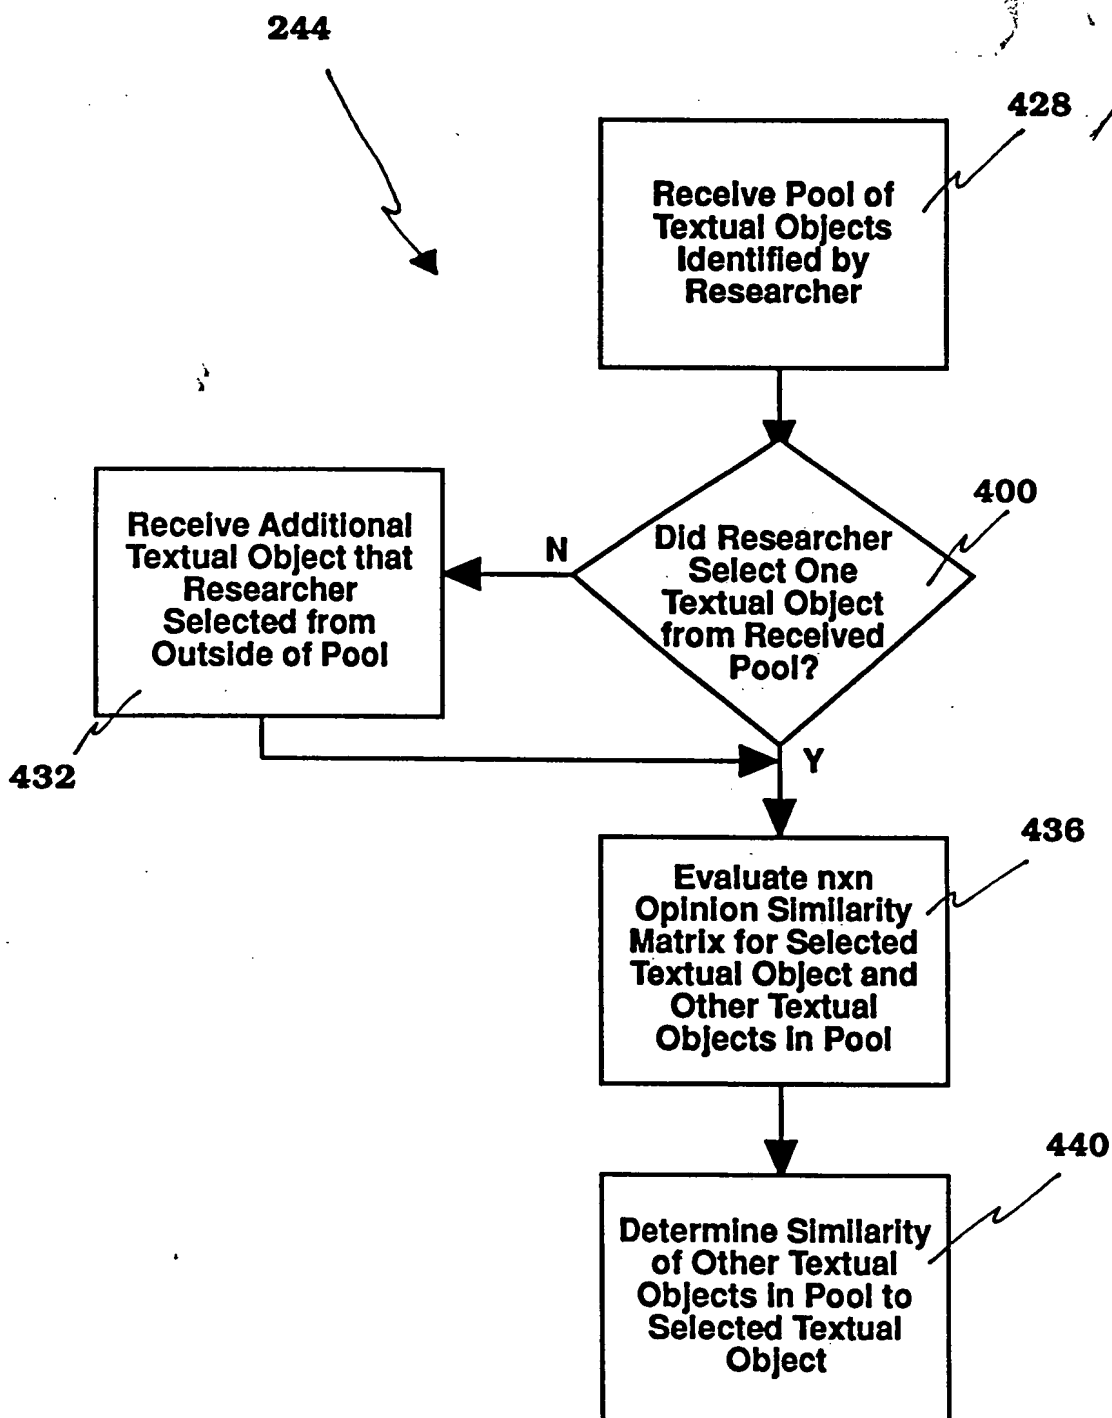 244
428
Receive Pool of
Textual Objects
Identified by
Researcher
400
Did Researcher
Select One
Textual Object
from Received
Pool?
N
Y
Receive Additional
Textual Object that
Researcher
Selected from
Outside of Pool
432
436
Evaluate nxn
Opinion Similarity
Matrix for Selected
Textual Object and
Other Textual
Objects in Pool
440
Determine Similarity
of Other Textual
Objects in Pool to
Selected Textual
Object